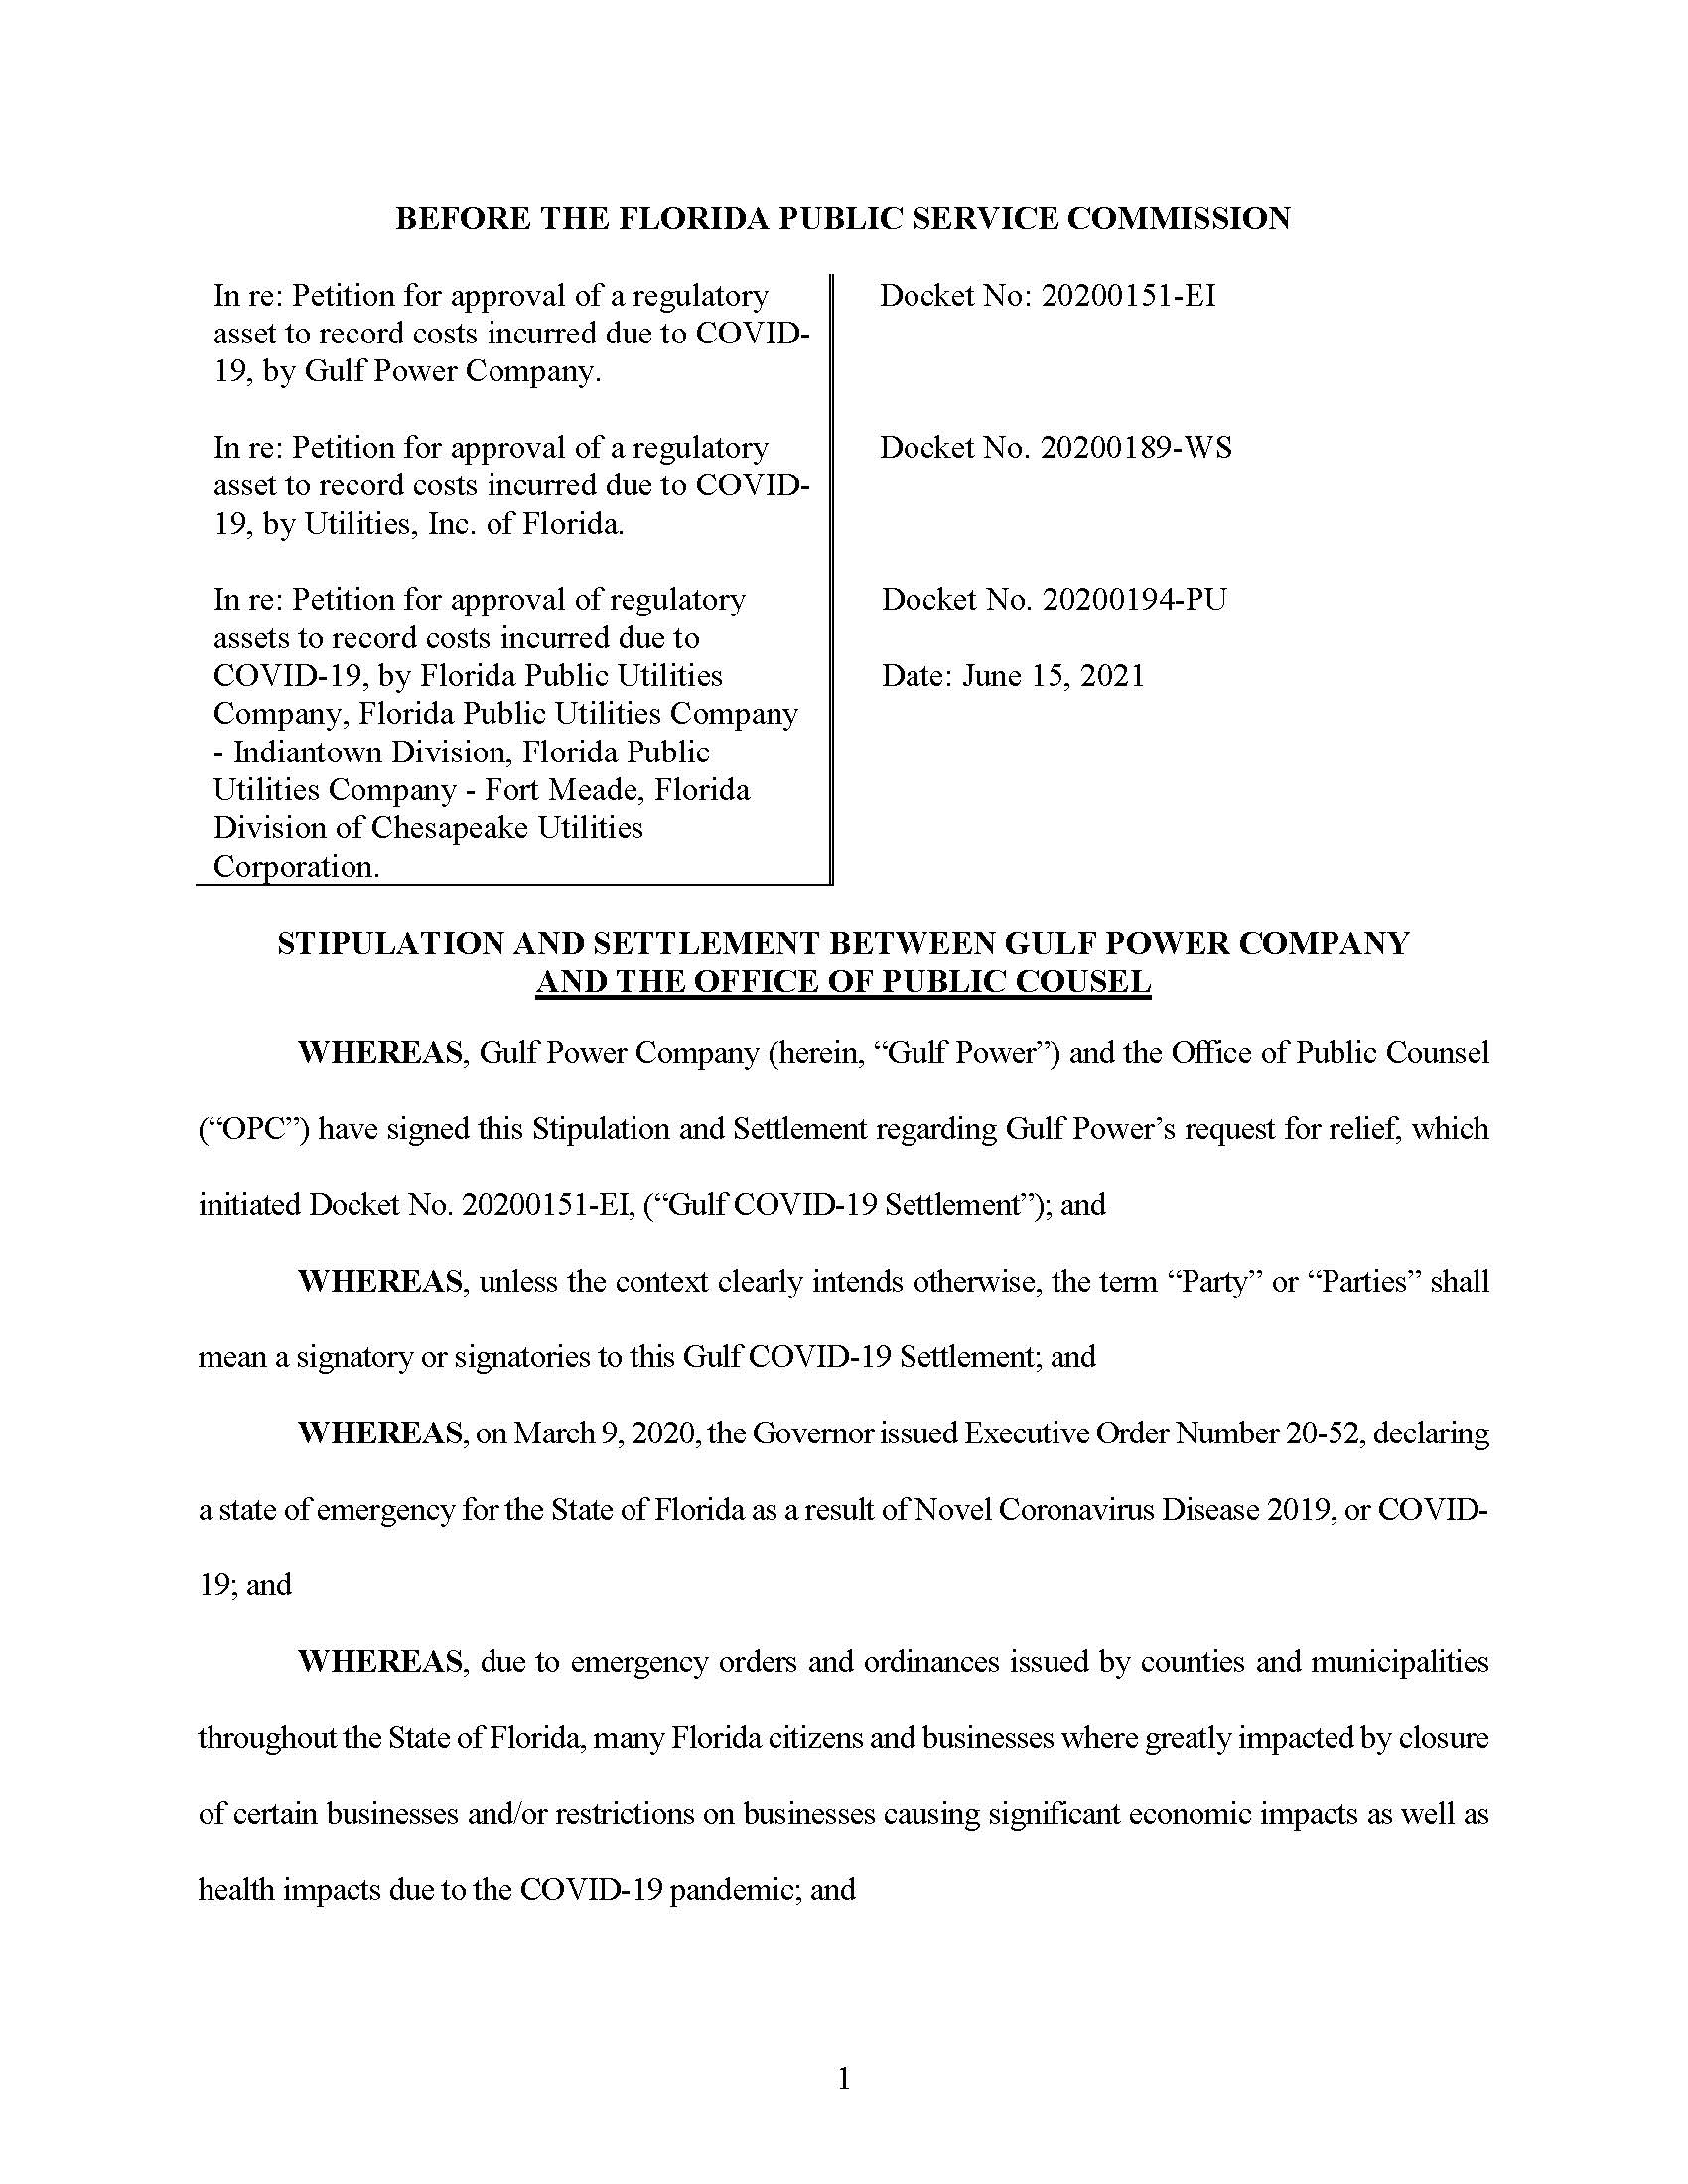 BEFORE THE FLORIDA PUBLIC SERVICE COMMISSION
In re: Petition for approval of a regulatory
asset to record costs incurred due to COVID-
19, by Gulf Power Company.
Docket No: 20200151-EI
In re: Petition for approval of a regulatory
asset to record costs incurred due to COVID-
19, by Utilities, Inc. of Florida.
Docket No. 20200189-WS
In re: Petition for approval of regulatory
assets to record costs incurred due to
COVID-19, by Florida Public Utilities
Company, Florida Public Utilities Company
- Indiantown Division, Florida Public
Utilities Company - Fort Meade, Florida
Division of Chesapeake Utilities
Corporation.
Docket No. 20200194-PU
Date: June 15, 2021
STIPULATION AND SETTLEMENT BETWEEN GULF POWER COMPANY
AND THE OFFICE OF PUBLIC COUSEL
WHEREAS, Gulf Power Company (herein, “Gulf Power”) and the Office of Public Counsel
(“OPC”) have signed this Stipulation and Settlement regarding Gulf Power’s request for relief, which
initiated Docket No. 20200151-EI, (“Gulf COVID-19 Settlement”); and
WHEREAS, unless the context clearly intends otherwise, the term “Party” or “Parties” shall
mean a signatory or signatories to this Gulf COVID-19 Settlement; and
WHEREAS, on March 9, 2020, the Governor issued Executive Order Number 20-52, declaring
a state of emergency for the State of Florida as a result of Novel Coronavirus Disease 2019, or COVID-
19; and
WHEREAS, due to emergency orders and ordinances issued by counties and municipalities
throughout the State of Florida, many Florida citizens and businesses where greatly impacted by closure
of certain businesses and/or restrictions on businesses causing significant economic impacts as well as
health impacts due to the COVID-19 pandemic; and
1